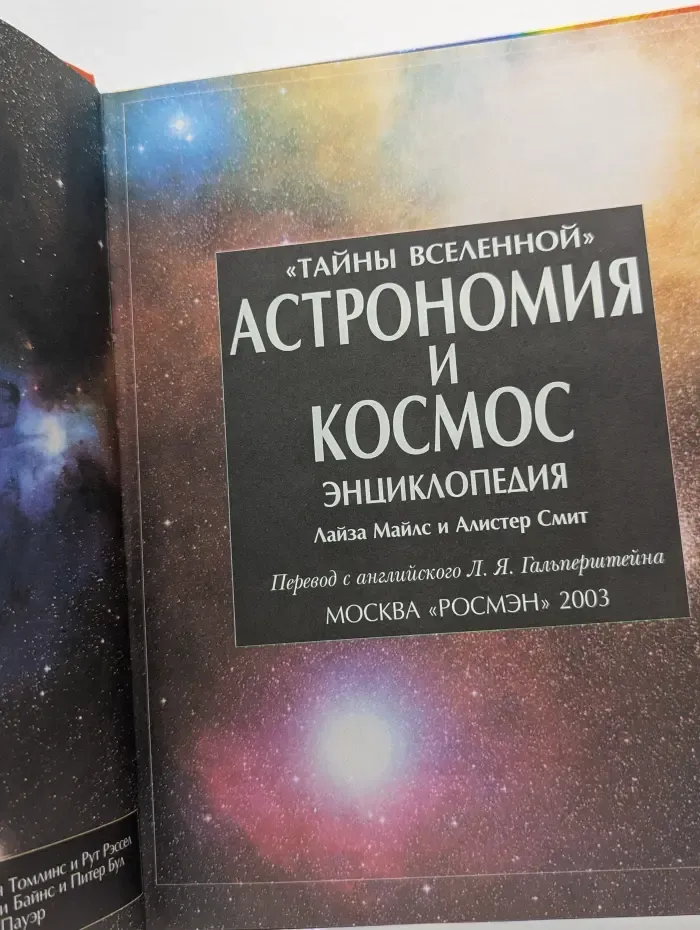 «ТАЙНЫ ВСЕЛЕННОЙ»
АСТРОНОМИЯ
И
КОСМОС
ЭНЦИКЛОПЕДИЯ
Лайза Майлс и Алистер Смит
Перевод с английского Л. Я. Гальперштейна
МОСКВА «РОСМЭН» 2003
Томлинс и Рут Рэссел
и Байнс и Питер Бул
Пауэр